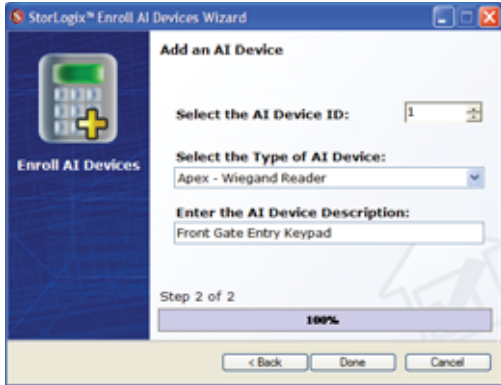 StorLogix™ Enroll AI Devices Wizard
Add an AI Device
Select the AI Device ID:
1
Enroll AI Devices
Select the Type of AI Device:
Apex - Wiegand Reader
Enter the AI Device Description:
Front Gate Entry Keypad
Step 2 of 2
100%
< Back
Done
Cancel